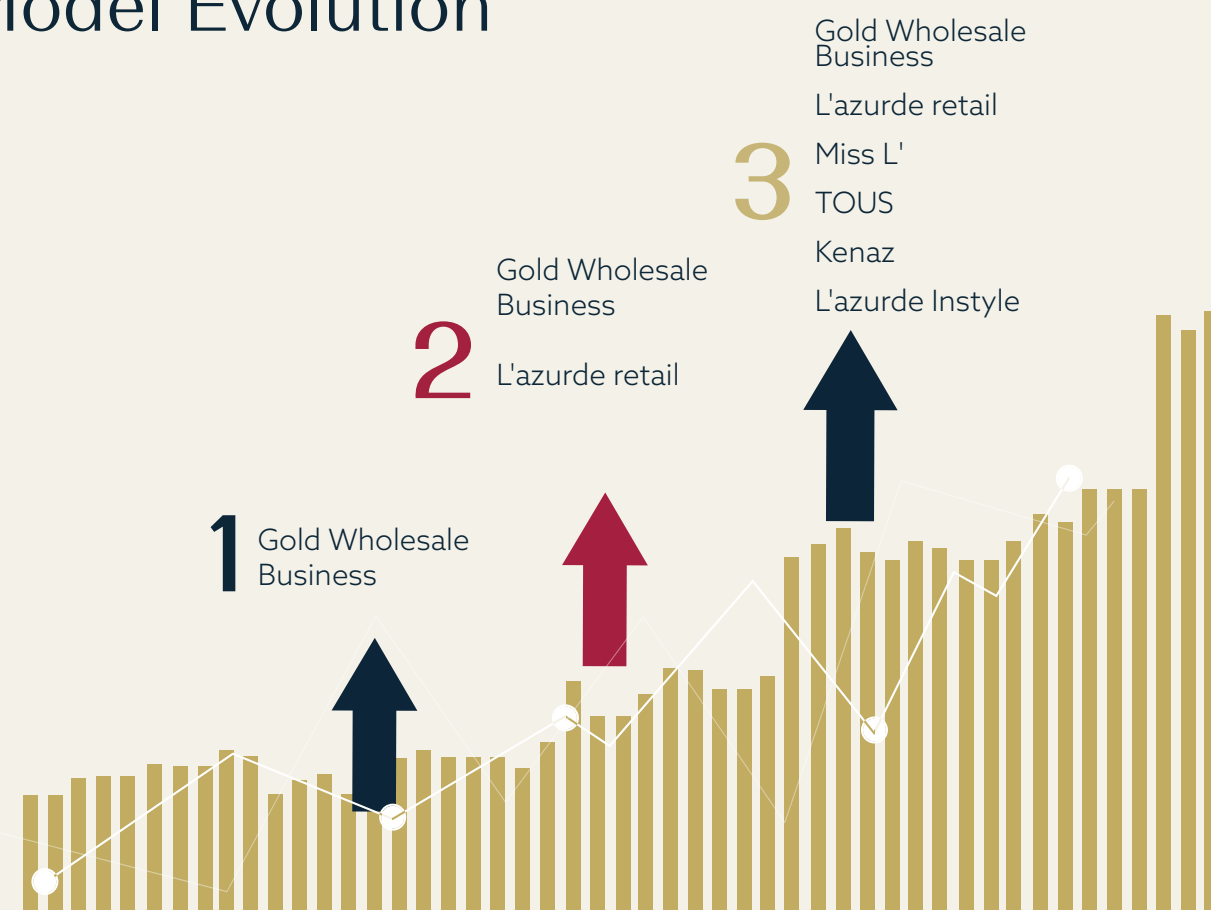 Model Evolution
1
Gold Wholesale
Business
2
Gold Wholesale
Business
L'azurde retail
3
Gold Wholesale
Business
L'azurde retail
Miss L'
TOUS
Kenaz
L'azurde Instyle